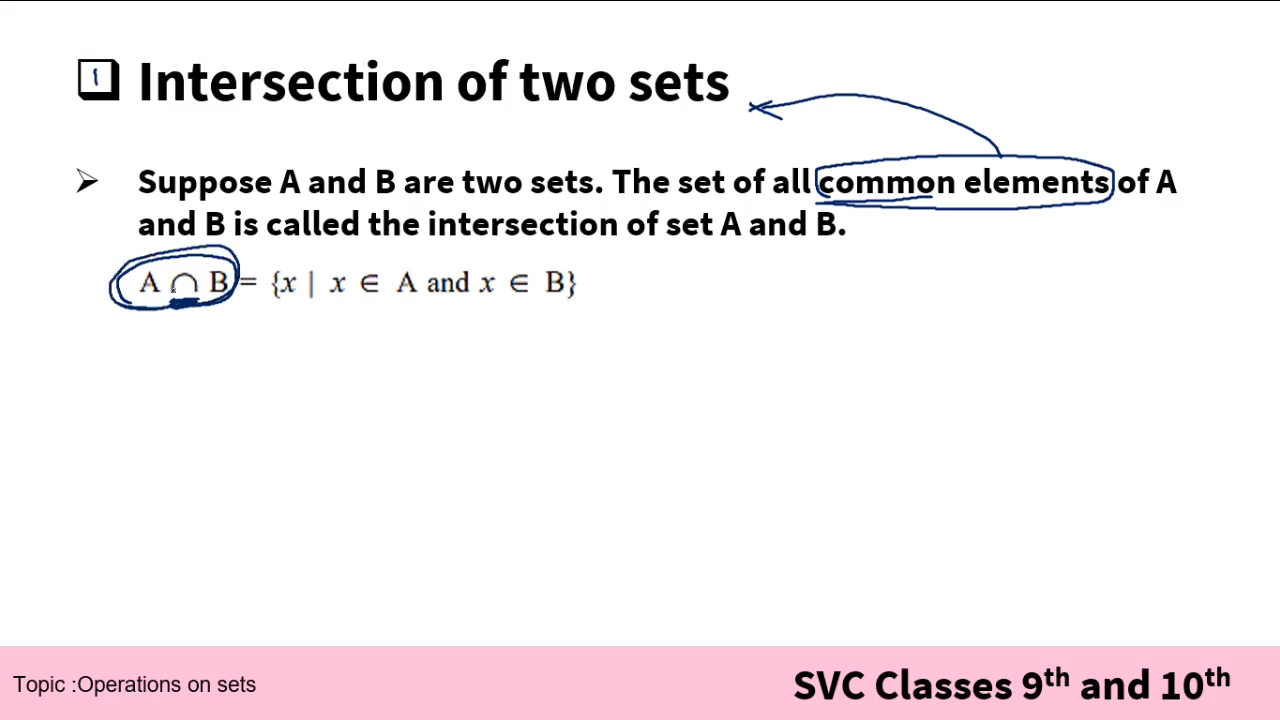 Intersection of two sets
Suppose A and B are two sets. The set of all common elements of A
and B is called the intersection of set A and B.
A ∩ B = {x | x ∈ A and x ∈ B}
Topic :Operations on sets
SVC Classes 9th and 10th